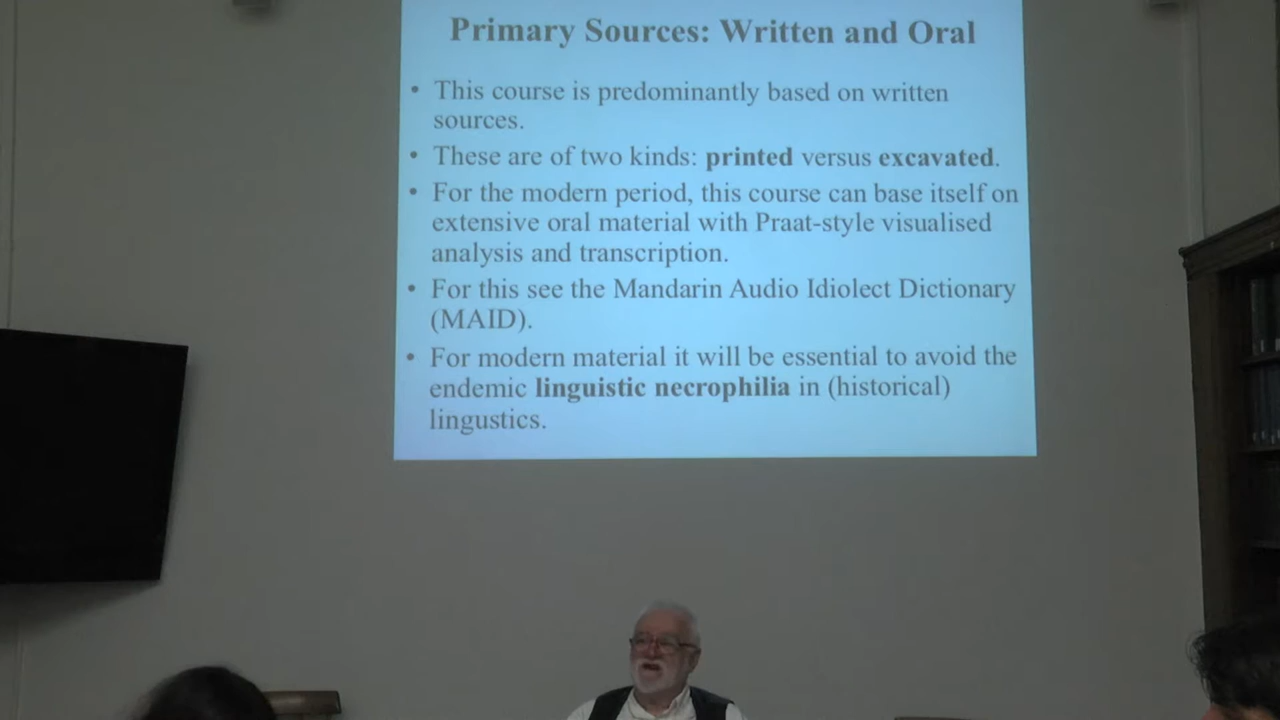 Primary Sources: Written and Oral
• This course is predominantly based on written
sources.
• These are of two kinds: printed versus excavated.
• For the modern period, this course can base itself on
extensive oral material with Praat-style visualised
analysis and transcription.
• For this see the Mandarin Audio Idiolect Dictionary
(MAID).
• For modern material it will be essential to avoid the
endemic linguistic necrophilia in (historical)
lingustics.